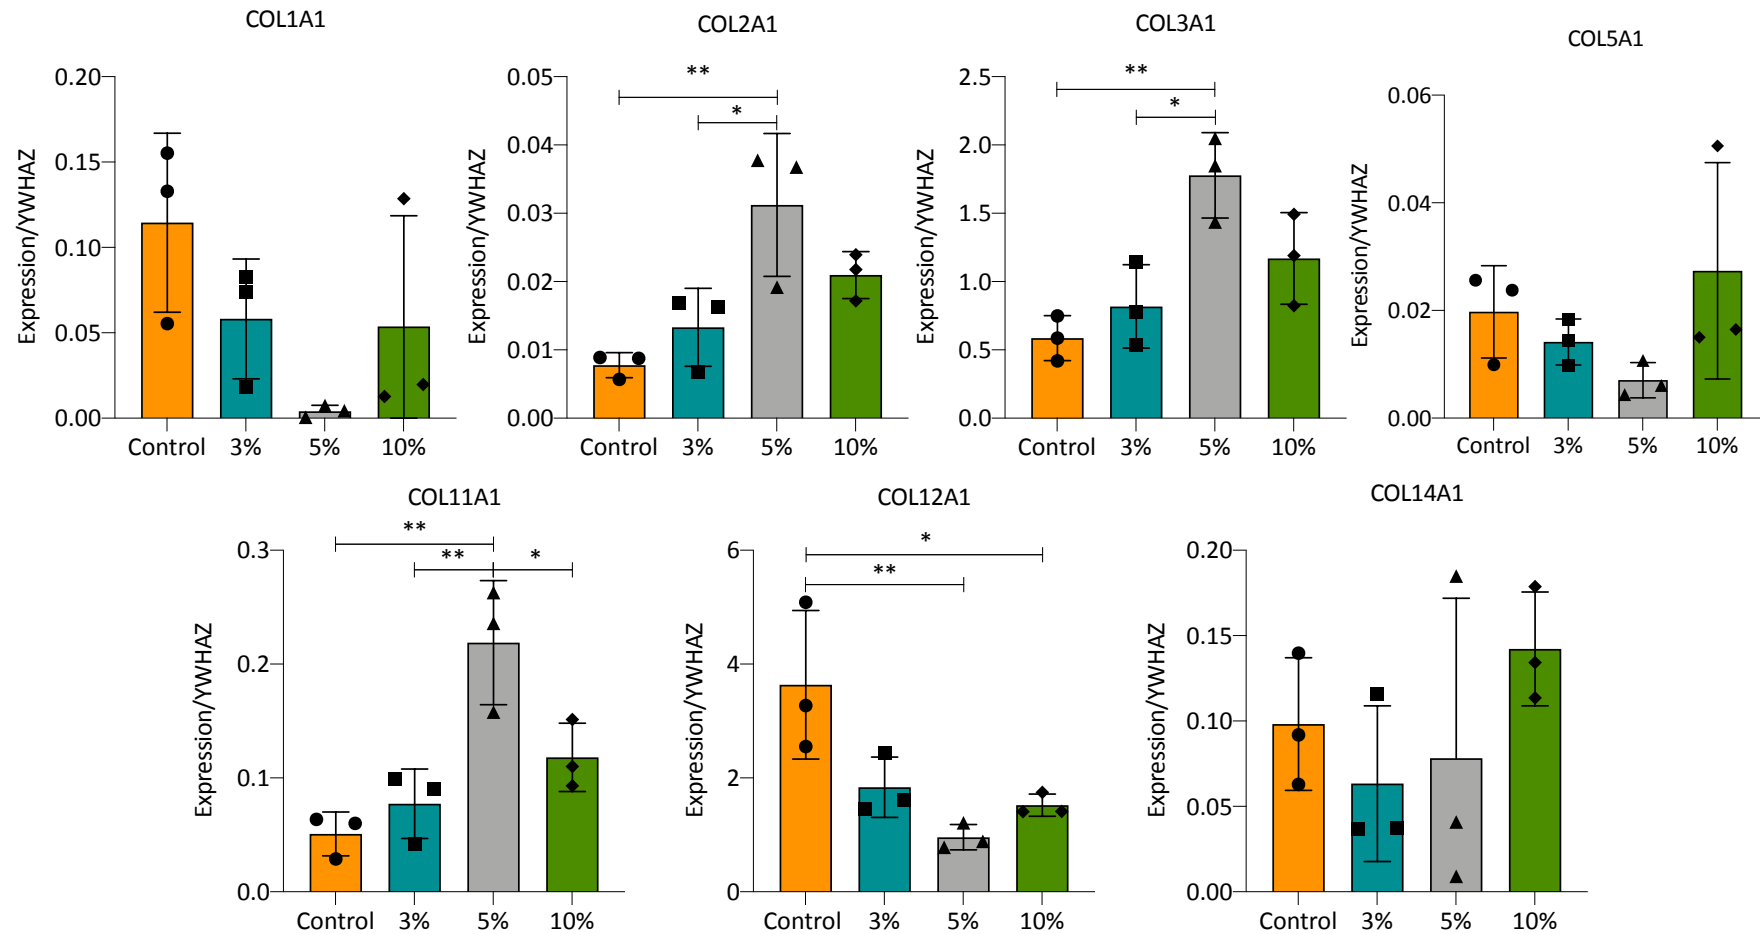 COL1A1
Expression/YWHAZ
0.20
0.15
0.10
0.05
0.00
Control 3% 5% 10%
COL2A1
Expression/YWHAZ
0.05
0.04
0.03
0.02
0.01
0.00
**
*
Control 3% 5% 10%
COL3A1
Expression/YWHAZ
2.5
2.0
1.5
1.0
0.5
0.0
**
*
Control 3% 5% 10%
COL5A1
Expression/YWHAZ
0.06
0.04
0.02
0.00
Control 3% 5% 10%
COL11A1
Expression/YWHAZ
0.3
0.2
0.1
0.0
**
** *
Control 3% 5% 10%
COL12A1
Expression/YWHAZ
6
4
2
0
*
**
Control 3% 5% 10%
COL14A1
Expression/YWHAZ
0.20
0.15
0.10
0.05
0.00
Control 3% 5% 10%